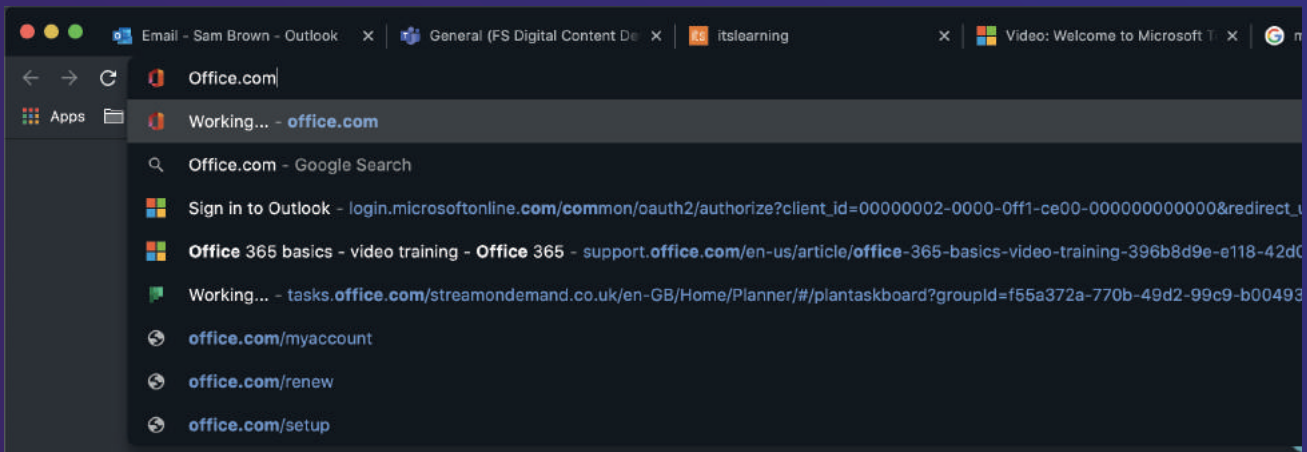 Email - Sam Brown - Outlook General (FS Digital Content De itslearning Video: Welcome to Microsoft T
Office.com
Apps
Working... - office.com
Office.com - Google Search
Sign in to Outlook - login.microsoftonline.com/common/oauth2/authorize?client_id=00000002-0000-0ff1-ce00-000000000000&redirect_u
Office 365 basics - video training - Office 365 - support.office.com/en-us/article/office-365-basics-video-training-396b8d9e-e118-42d0
Working... - tasks.office.com/streamondemand.co.uk/en-GB/Home/Planner/#/plantaskboard?groupId=f55a372a-770b-49d2-99c9-b00493
office.com/myaccount
office.com/renew
office.com/setup